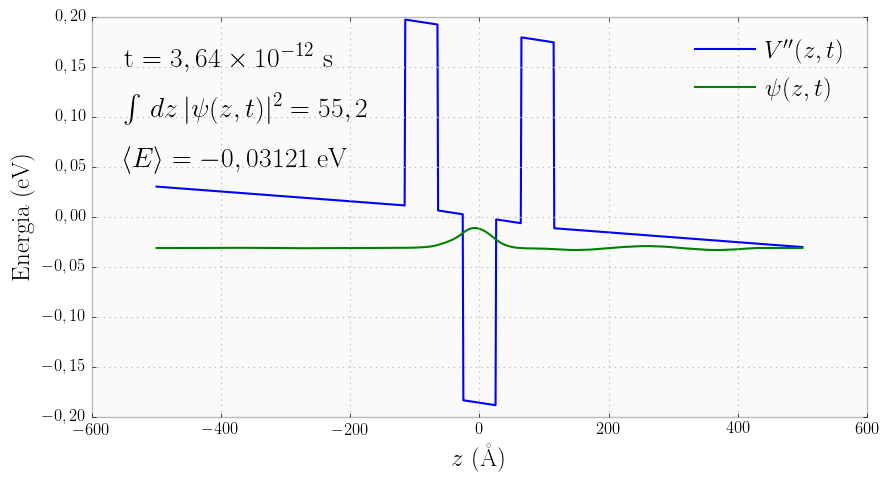 0,20
0,15
0,10
0,05
0,00
−0,05
−0,10
−0,15
−0,20
Energia (eV)
t = 3,64 × 10⁻¹² s
∫ dz |ψ(z, t)|² = 55,2
⟨E⟩ = −0,03121 eV
V″(z, t)
ψ(z, t)
−600 −400 −200 0 200 400 600
z (Å)